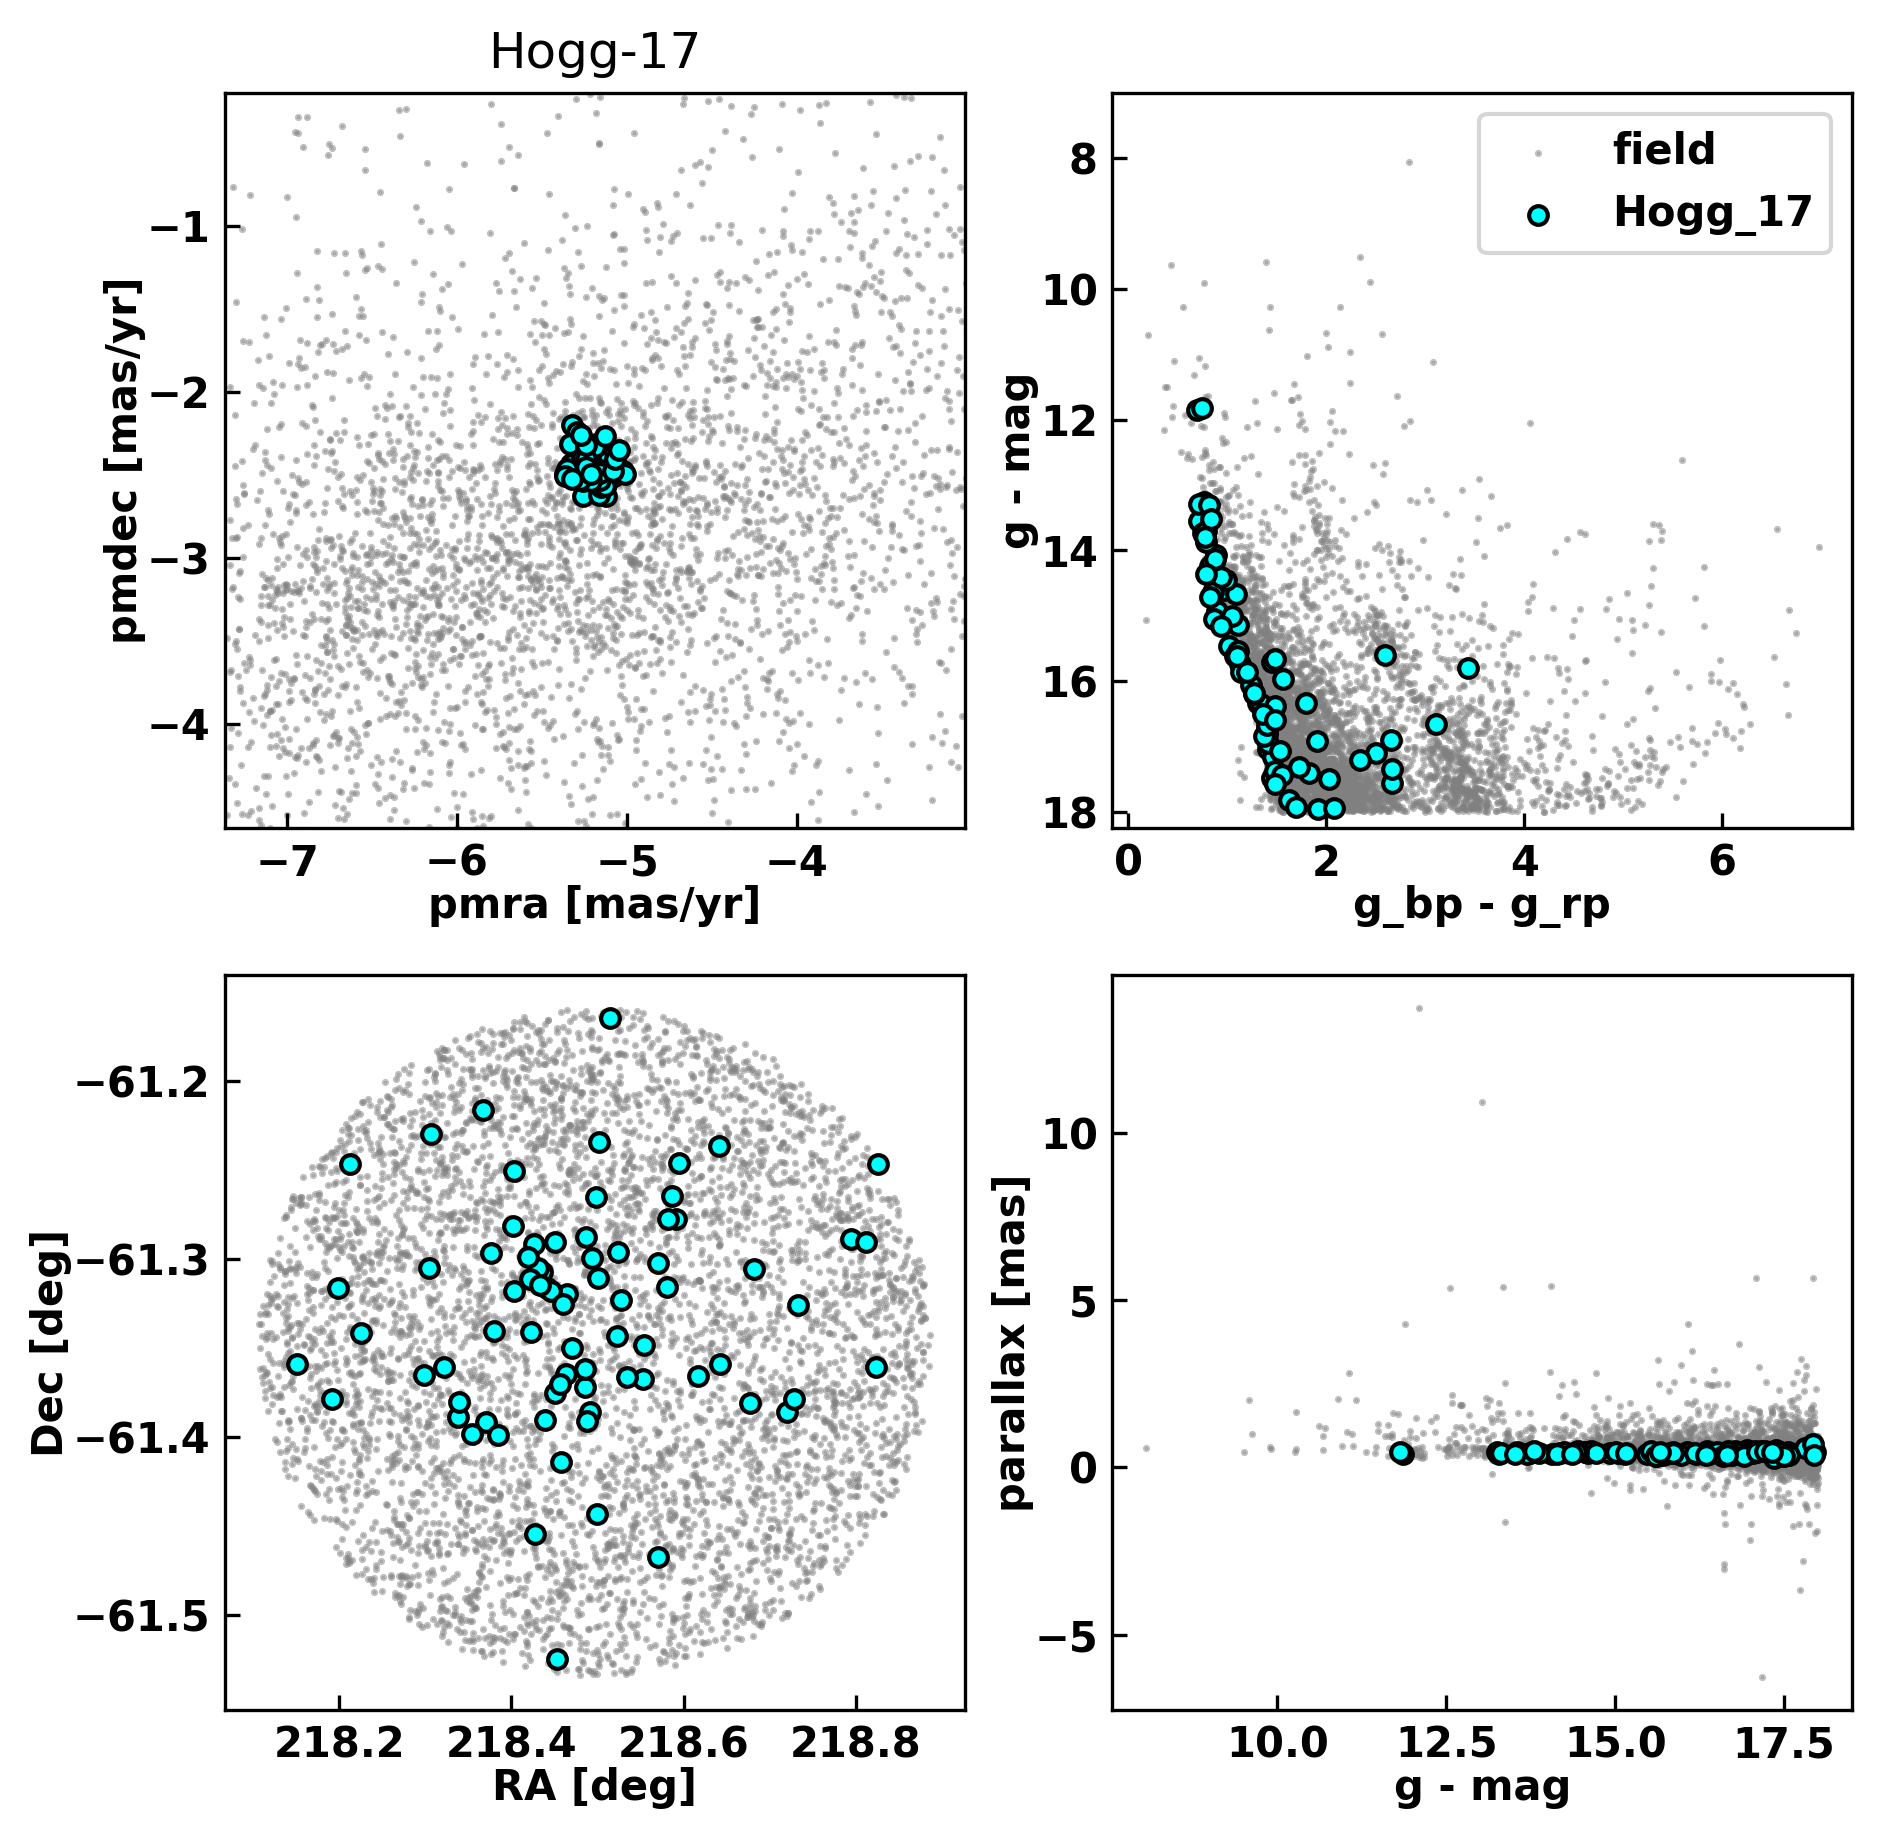 Hogg-17
−1
−2
−3
−4
pmdec [mas/yr]
−7 −6 −5 −4
pmra [mas/yr]
field
Hogg_17
8
10
12
14
16
18
g - mag
0 2 4 6
g_bp - g_rp
−61.2
−61.3
−61.4
−61.5
Dec [deg]
218.2 218.4 218.6 218.8
RA [deg]
10
5
0
−5
parallax [mas]
10.0 12.5 15.0 17.5
g - mag